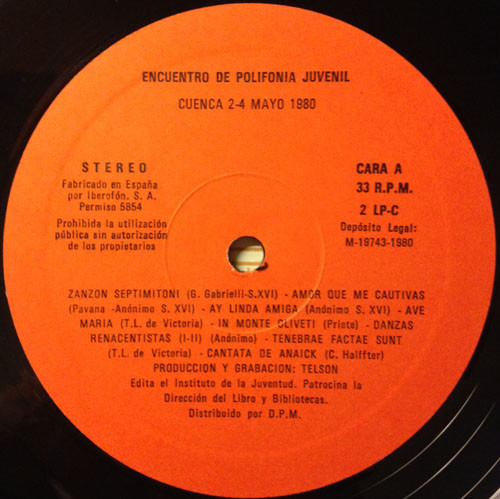 ENCUENTRO DE POLIFONIA JUVENIL
CUENCA 2-4 MAYO 1980
STEREO
Fabricado en España
por Iberofón, S. A.
Permiso 5854
Prohibida la utilización
pública sin autorización
de los propietarios
CARA A
33 R.P.M.
2 LP-C
Depósito Legal:
M-19743-1980
ZANZON SEPTIMITONI (G. Gabrielli-S.XVI) - AMOR QUE ME CAUTIVAS
(Pavana -Anónimo S. XVI) - AY LINDA AMIGA (Anónimo S. XVI) - AVE
MARIA (T.L. de Victoria) - IN MONTE OLIVETI (Priote) - DANZAS
RENACENTISTAS (I-II) (Anónimo) - TENEBRAE FACTAE SUNT
(T.L. de Victoria) - CANTATA DE ANAICK (C. Halffter)
PRODUCCION Y GRABACION: TELSON
Edita el Instituto de la Juventud. Patrocina la
Dirección del Libro y Bibliotecas.
Distribuido por D.P.M.